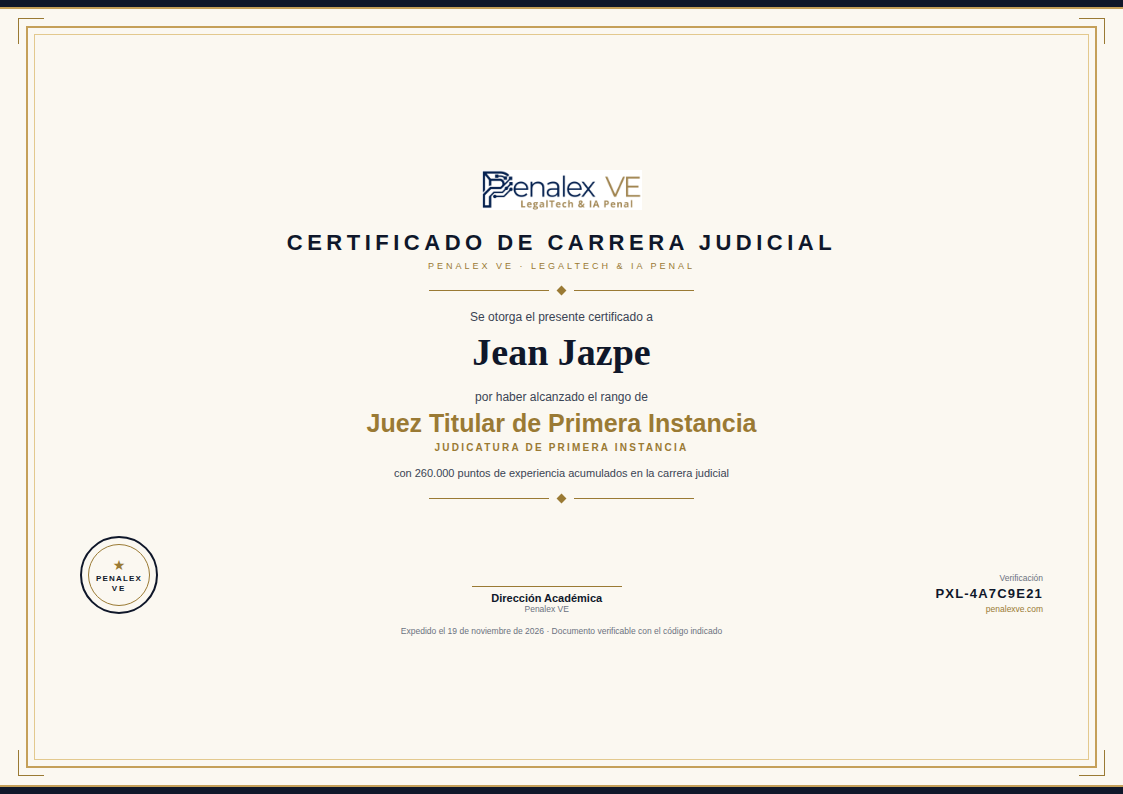 Penalex VE
LegalTech & IA Penal
CERTIFICADO DE CARRERA JUDICIAL
PENALEX VE · LEGALTECH & IA PENAL
Se otorga el presente certificado a
Jean Jazpe
por haber alcanzado el rango de
Juez Titular de Primera Instancia
JUDICATURA DE PRIMERA INSTANCIA
con 260.000 puntos de experiencia acumulados en la carrera judicial
PENALEX
VE
Dirección Académica
Penalex VE
Verificación
PXL-4A7C9E21
penalexve.com
Expedido el 19 de noviembre de 2026 · Documento verificable con el código indicado